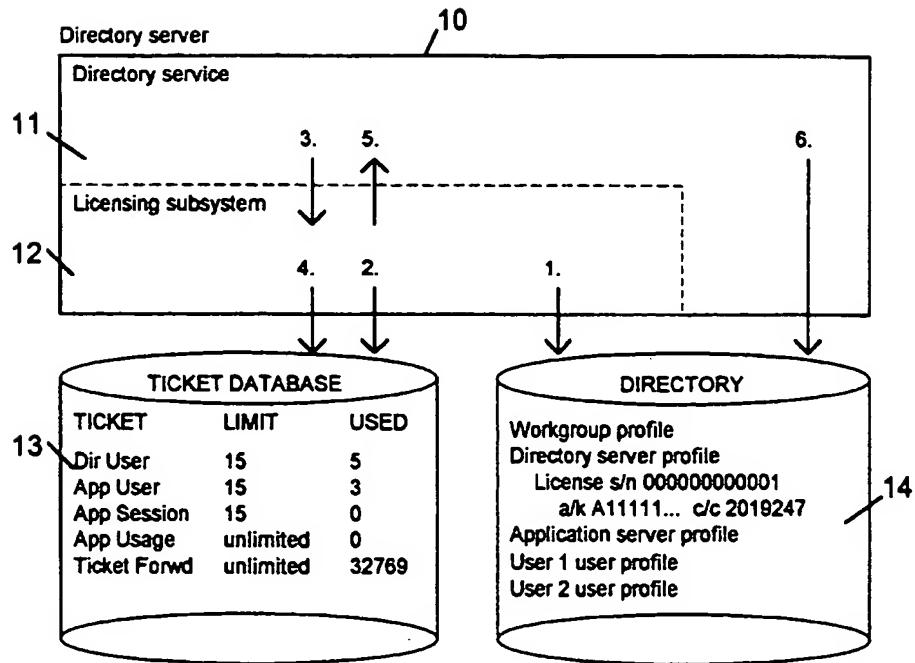 10
Directory server
Directory service
11
3. 5. 6.
Licensing subsystem
12
4. 2. 1.
TICKET DATABASE
TICKET LIMIT USED
13
Dir User 15 5
App User 15 3
App Session 15 0
App Usage unlimited 0
Ticket Forwd unlimited 32769
DIRECTORY
Workgroup profile
Directory server profile
License s/n 000000000001
a/k A11111... c/c 2019247
14
Application server profile
User 1 user profile
User 2 user profile